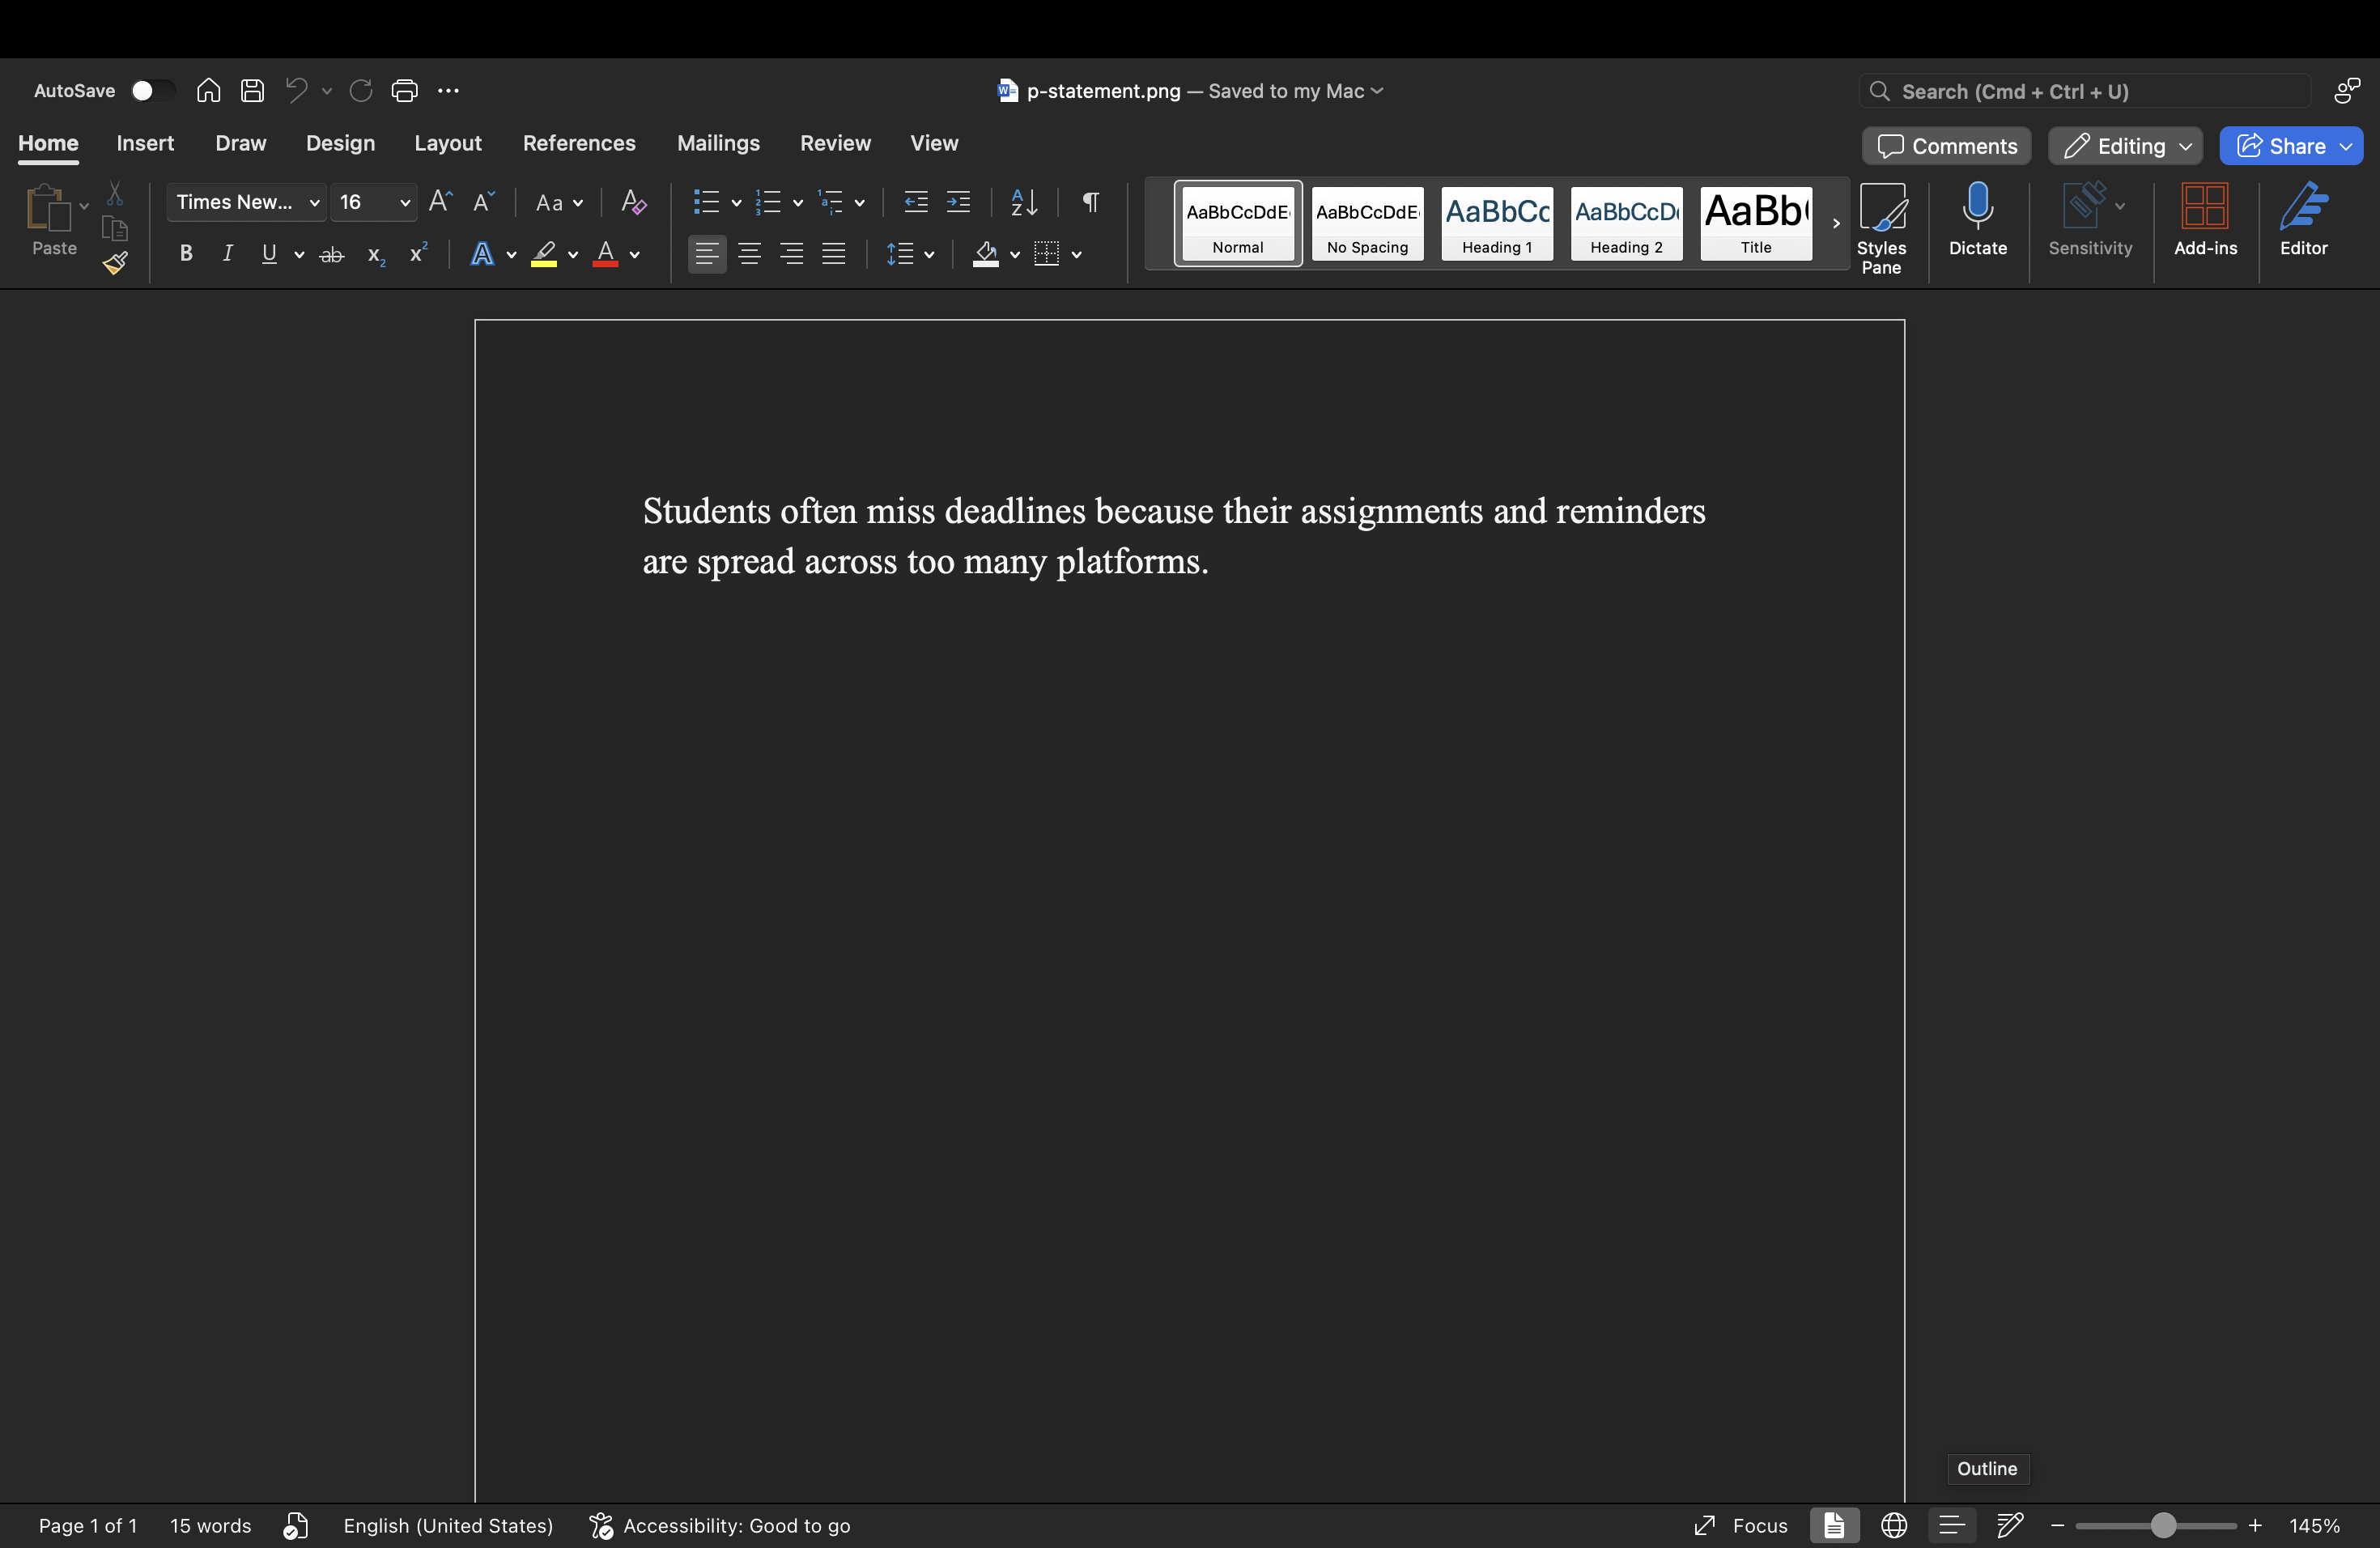 AutoSave
p-statement.png — Saved to my Mac
Search (Cmd + Ctrl + U)
Home Insert Draw Design Layout References Mailings Review View
Comments Editing Share
Paste
Times New... 16 Aa
AaBbCcDdE AaBbCcDdE AaBbCc AaBbCcD AaBb
Normal No Spacing Heading 1 Heading 2 Title
Styles Pane Dictate Sensitivity Add-ins Editor
Students often miss deadlines because their assignments and reminders
are spread across too many platforms.
Outline
Page 1 of 1 15 words English (United States) Accessibility: Good to go Focus 145%